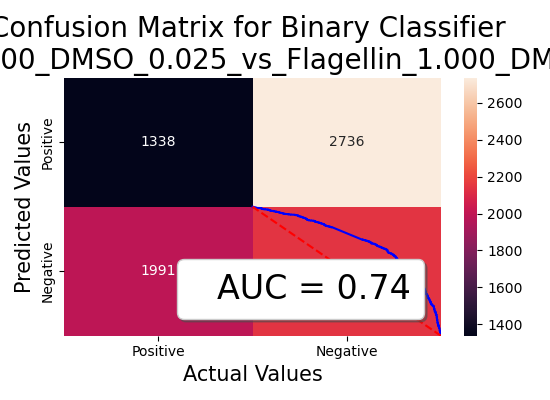 Confusion Matrix for Binary Classifier
00_DMSO_0.025_vs_Flagellin_1.000_DM
Predicted Values
Positive
Negative
1338
2736
1991
AUC = 0.74
Positive
Negative
Actual Values
2600
2400
2200
2000
1800
1600
1400